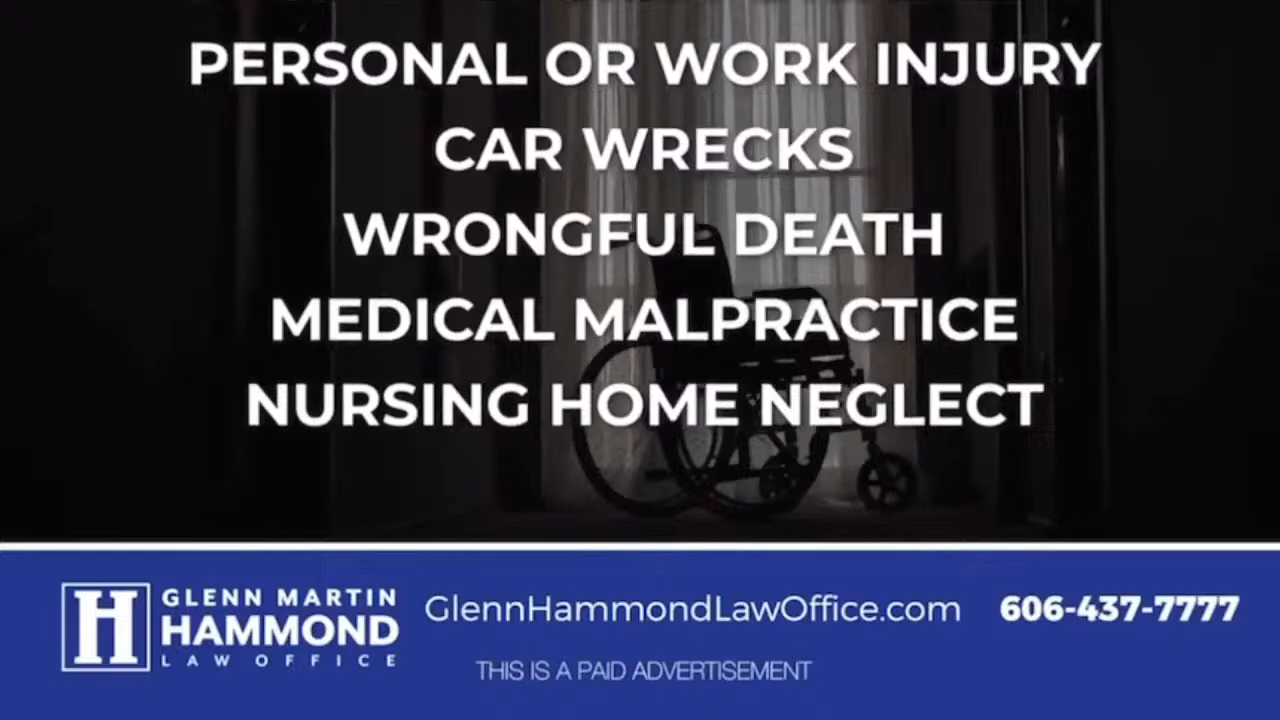 PERSONAL OR WORK INJURY
CAR WRECKS
WRONGFUL DEATH
MEDICAL MALPRACTICE
NURSING HOME NEGLECT
H
GLENN MARTIN
HAMMOND
LAW OFFICE
GlennHammondLawOffice.com
606-437-7777
THIS IS A PAID ADVERTISEMENT